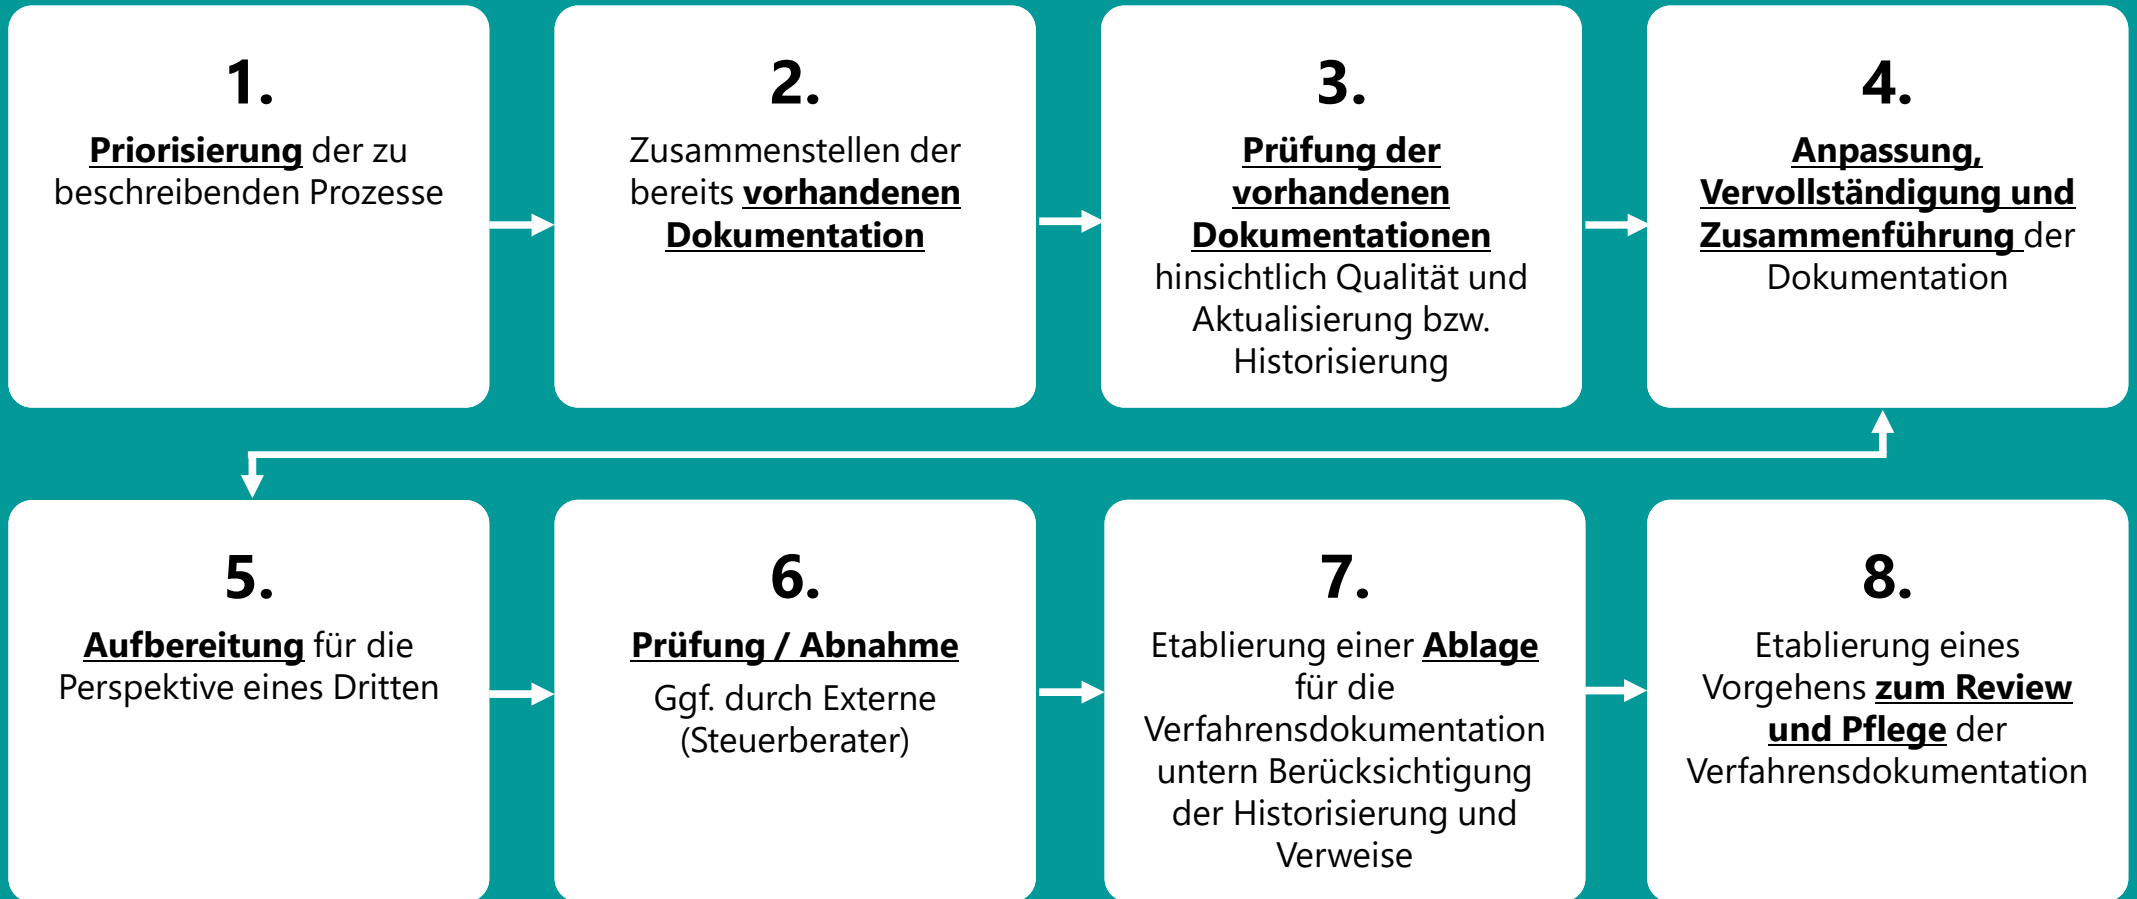 1.
Priorisierung der zu
beschreibenden Prozesse
2.
Zusammenstellen der
bereits vorhandenen
Dokumentation
3.
Prüfung der
vorhandenen
Dokumentationen
hinsichtlich Qualität und
Aktualisierung bzw.
Historisierung
4.
Anpassung,
Vervollständigung und
Zusammenführung der
Dokumentation
5.
Aufbereitung für die
Perspektive eines Dritten
6.
Prüfung / Abnahme
Ggf. durch Externe
(Steuerberater)
7.
Etablierung einer Ablage
für die
Verfahrensdokumentation
untern Berücksichtigung
der Historisierung und
Verweise
8.
Etablierung eines
Vorgehens zum Review
und Pflege der
Verfahrensdokumentation